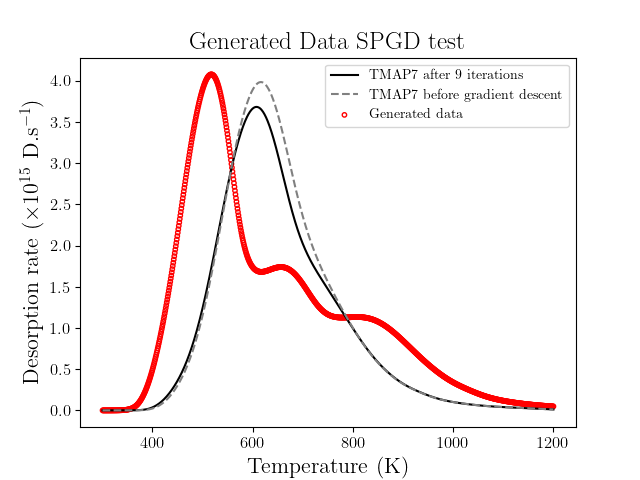 Generated Data SPGD test
TMAP7 after 9 iterations
TMAP7 before gradient descent
Generated data
Desorption rate (×10¹⁵ D.s⁻¹)
4.0
3.5
3.0
2.5
2.0
1.5
1.0
0.5
0.0
400 600 800 1000 1200
Temperature (K)